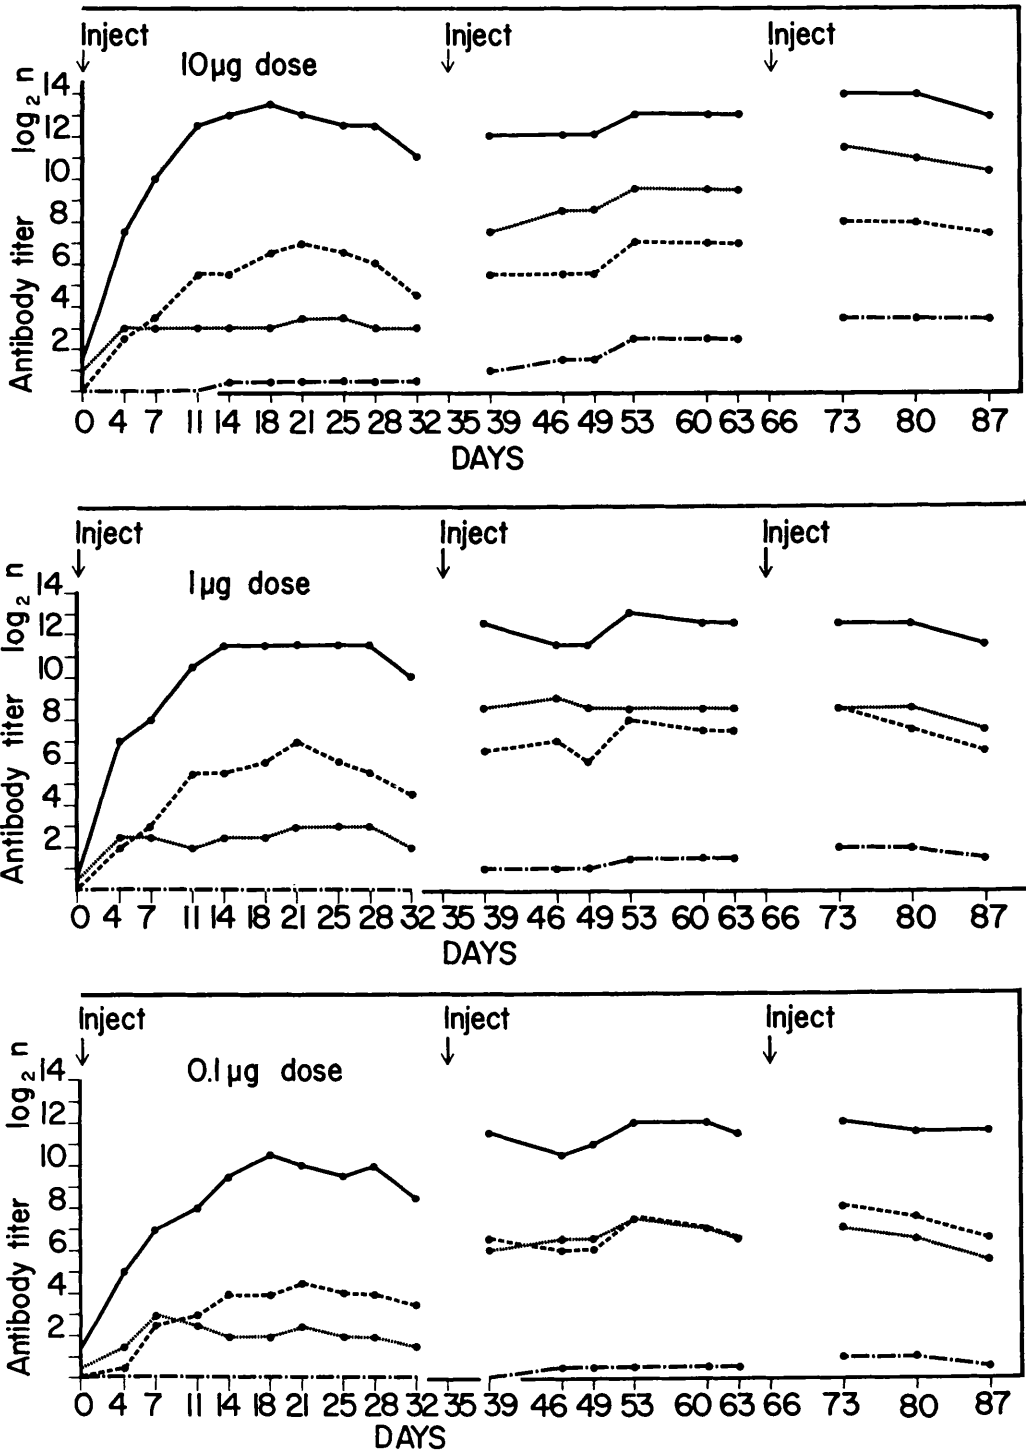 Inject Inject Inject
10µg dose
Antibody titer log₂ n
14
12
10
8
6
4
2
0 4 7 11 14 18 21 25 28 32 35 39 46 49 53 60 63 66 73 80 87
DAYS
Inject Inject Inject
1µg dose
Antibody titer log₂ n
14
12
10
8
6
4
2
0 4 7 11 14 18 21 25 28 32 35 39 46 49 53 60 63 66 73 80 87
DAYS
Inject Inject Inject
0.1µg dose
Antibody titer log₂ n
14
12
10
8
6
4
2
0 4 7 11 14 18 21 25 28 32 35 39 46 49 53 60 63 66 73 80 87
DAYS